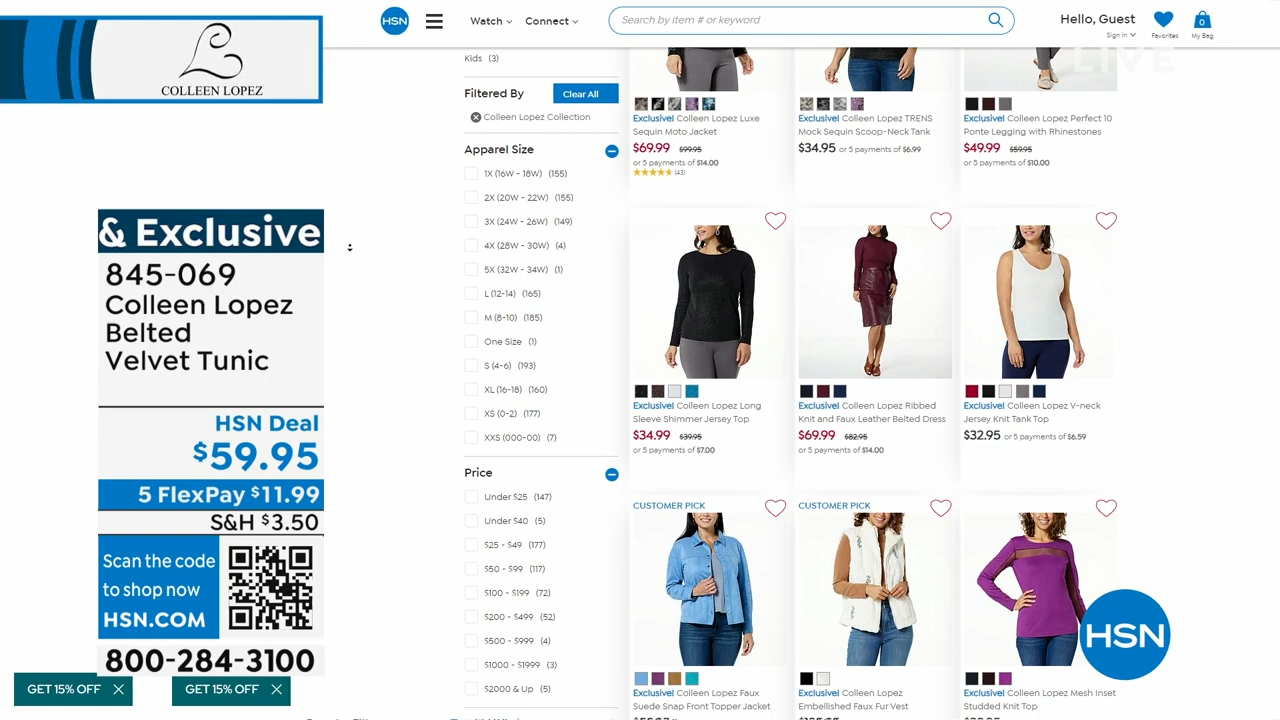 COLLEEN LOPEZ
& Exclusive
845-069
Colleen Lopez
Belted
Velvet Tunic
HSN Deal
$59.95
5 FlexPay $11.99
S&H $3.50
Scan the code
to shop now
HSN.COM
800-284-3100
GET 15% OFF
GET 15% OFF
HSN
Watch
Connect
Search by item # or keyword
Hello, Guest
Sign In
Favorites
0
My Bag
LIVE
Kids (3)
Filtered By
Clear All
Colleen Lopez Collection
Apparel Size
1X (16W - 18W) (155)
2X (20W - 22W) (155)
3X (24W - 26W) (149)
4X (28W - 30W) (4)
5X (32W - 34W) (1)
L (12-14) (165)
M (8-10) (185)
One Size (1)
S (4-6) (193)
XL (16-18) (160)
XS (0-2) (177)
XXS (000-00) (7)
Price
Under $25 (147)
Under $40 (5)
$25 - $49 (177)
$50 - $99 (117)
$100 - $199 (72)
$200 - $499 (52)
$500 - $999 (4)
$1000 - $1999 (3)
$2000 & Up (5)
Exclusive! Colleen Lopez Luxe
Sequin Moto Jacket
$69.99 $99.95
or 5 payments of $14.00
(43)
Exclusive! Colleen Lopez TRENS
Mock Sequin Scoop-Neck Tank
$34.95 or 5 payments of $6.99
Exclusive! Colleen Lopez Perfect 10
Ponte Legging with Rhinestones
$49.99 $59.95
or 5 payments of $10.00
Exclusive! Colleen Lopez Long
Sleeve Shimmer Jersey Top
$34.99 $39.95
or 5 payments of $7.00
Exclusive! Colleen Lopez Ribbed
Knit and Faux Leather Belted Dress
$69.99 $82.95
or 5 payments of $14.00
Exclusive! Colleen Lopez V-neck
Jersey Knit Tank Top
$32.95 or 5 payments of $6.59
CUSTOMER PICK
Exclusive! Colleen Lopez Faux
Suede Snap Front Topper Jacket
CUSTOMER PICK
Exclusive! Colleen Lopez
Embellished Faux Fur Vest
Exclusive! Colleen Lopez Mesh Inset
Studded Knit Top
HSN